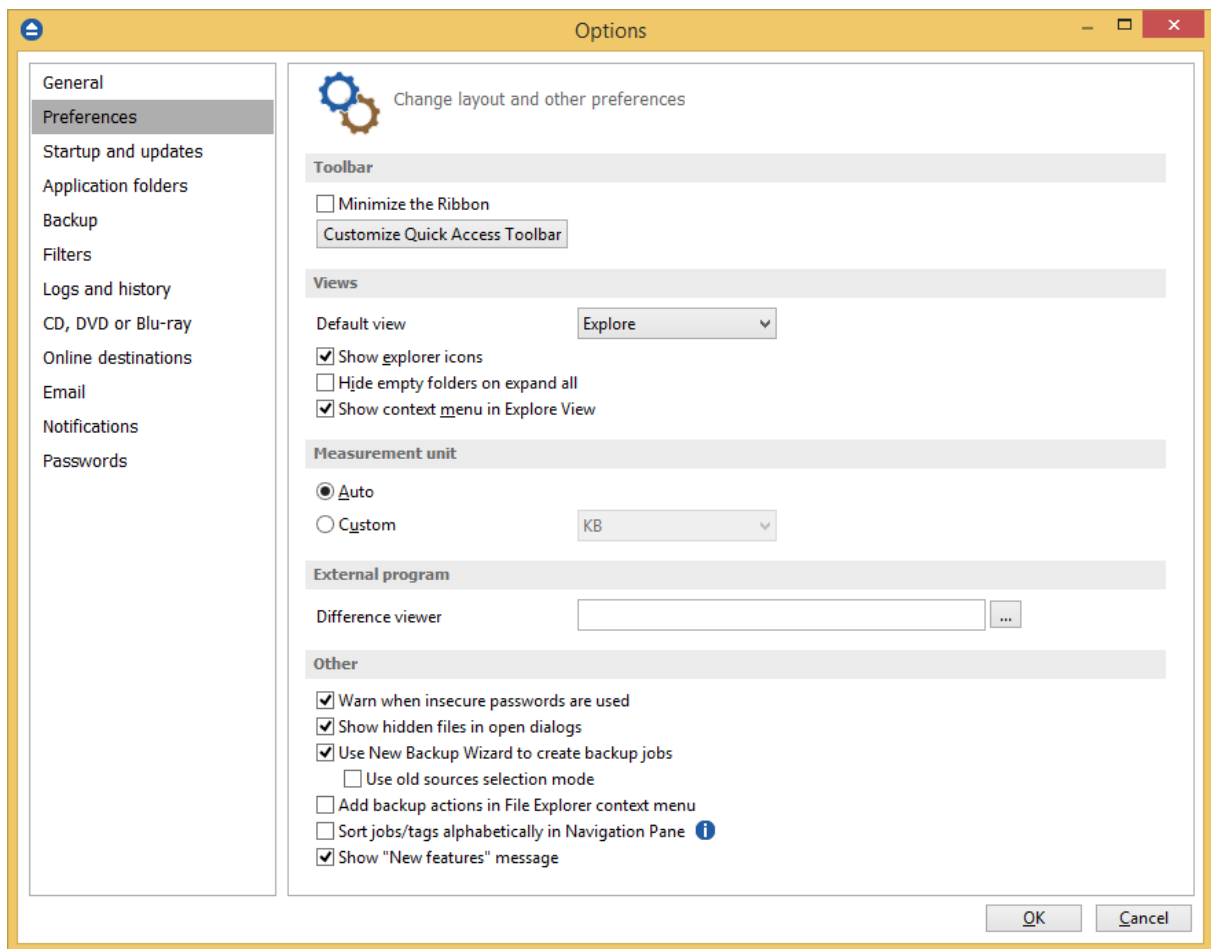 Options
General
Preferences
Startup and updates
Application folders
Backup
Filters
Logs and history
CD, DVD or Blu-ray
Online destinations
Email
Notifications
Passwords
Change layout and other preferences
Toolbar
Minimize the Ribbon
Customize Quick Access Toolbar
Views
Default view Explore
Show explorer icons
Hide empty folders on expand all
Show context menu in Explore View
Measurement unit
Auto
Custom KB
External program
Difference viewer ...
Other
Warn when insecure passwords are used
Show hidden files in open dialogs
Use New Backup Wizard to create backup jobs
Use old sources selection mode
Add backup actions in File Explorer context menu
Sort jobs/tags alphabetically in Navigation Pane i
Show "New features" message
OK Cancel